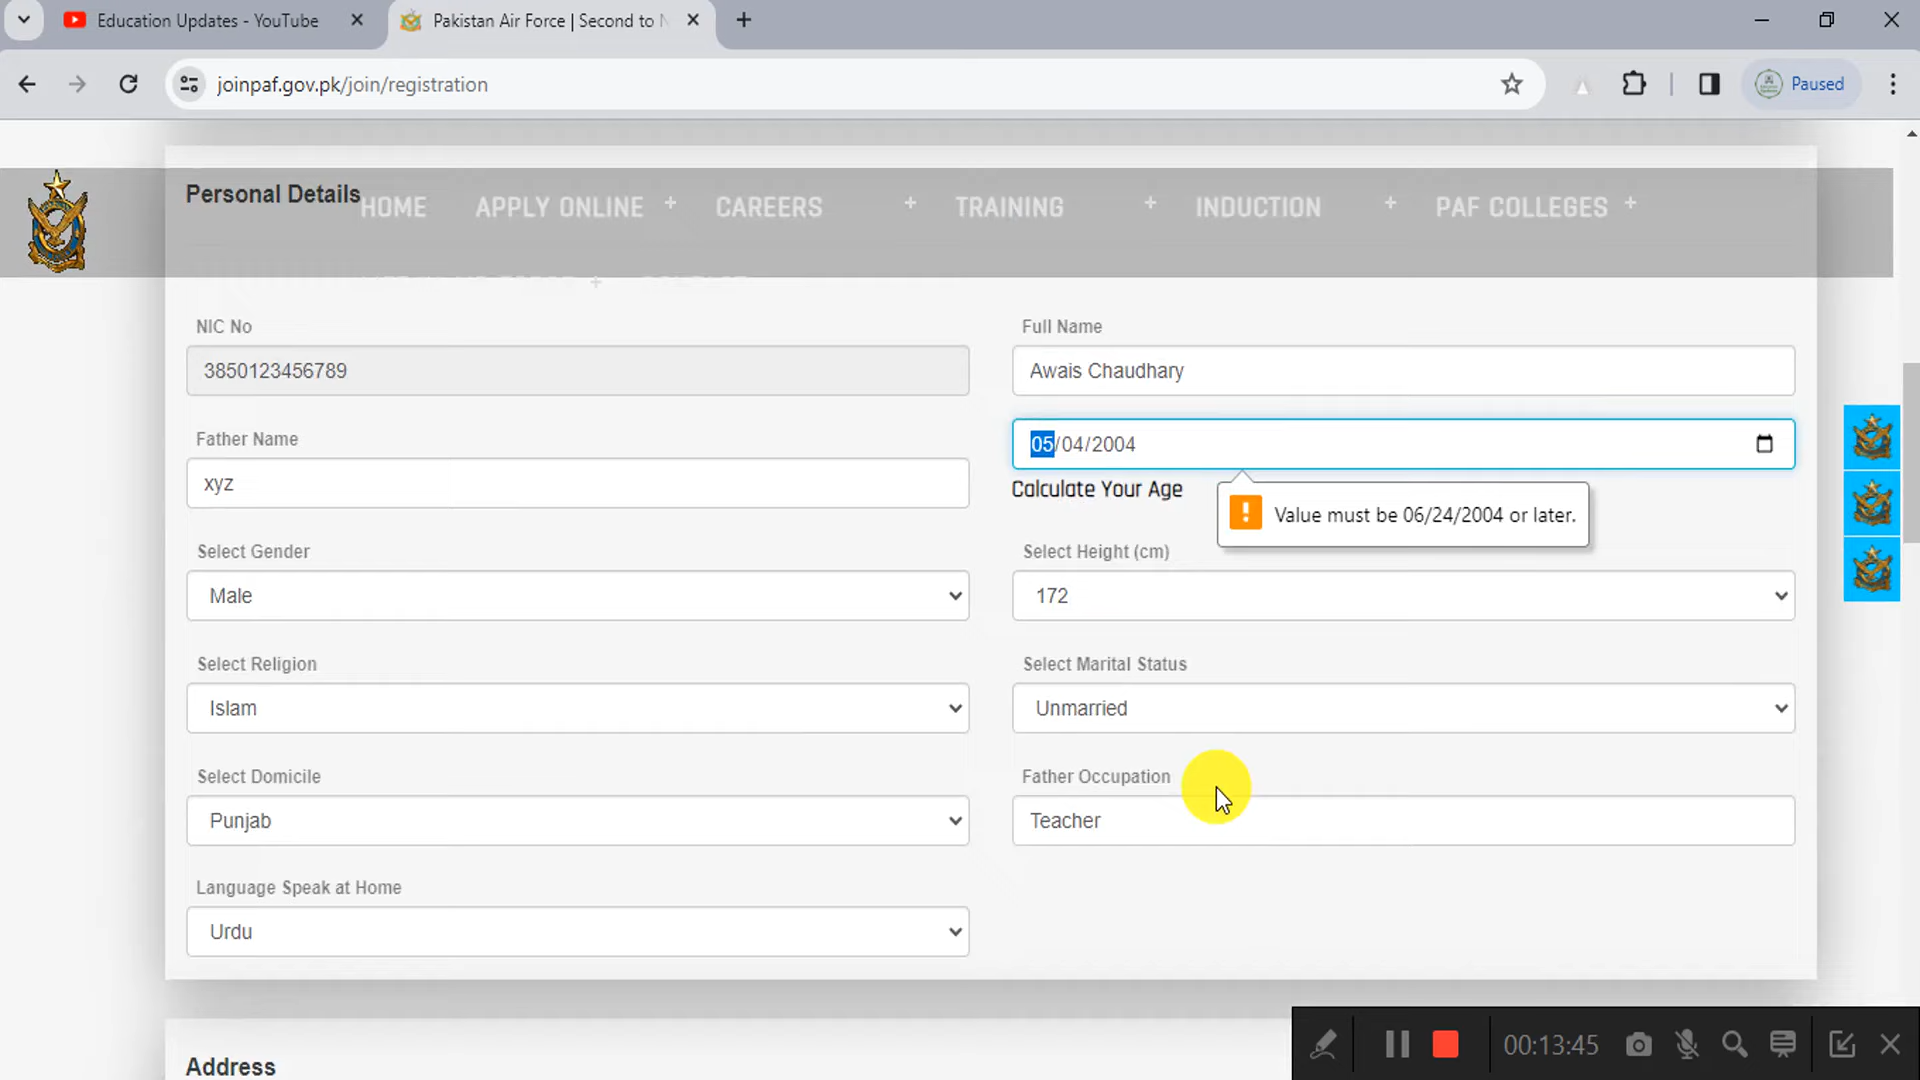 Education Updates - YouTube
Pakistan Air Force | Second to N
joinpaf.gov.pk/join/registration
Paused
Personal Details
HOME
APPLY ONLINE +
CAREERS +
TRAINING +
INDUCTION +
PAF COLLEGES +
+
NIC No
3850123456789
Full Name
Awais Chaudhary
Father Name
xyz
05/04/2004
Calculate Your Age
! Value must be 06/24/2004 or later.
Select Gender
Male
Select Height (cm)
172
Select Religion
Islam
Select Marital Status
Unmarried
Select Domicile
Punjab
Father Occupation
Teacher
Language Speak at Home
Urdu
Address
00:13:45